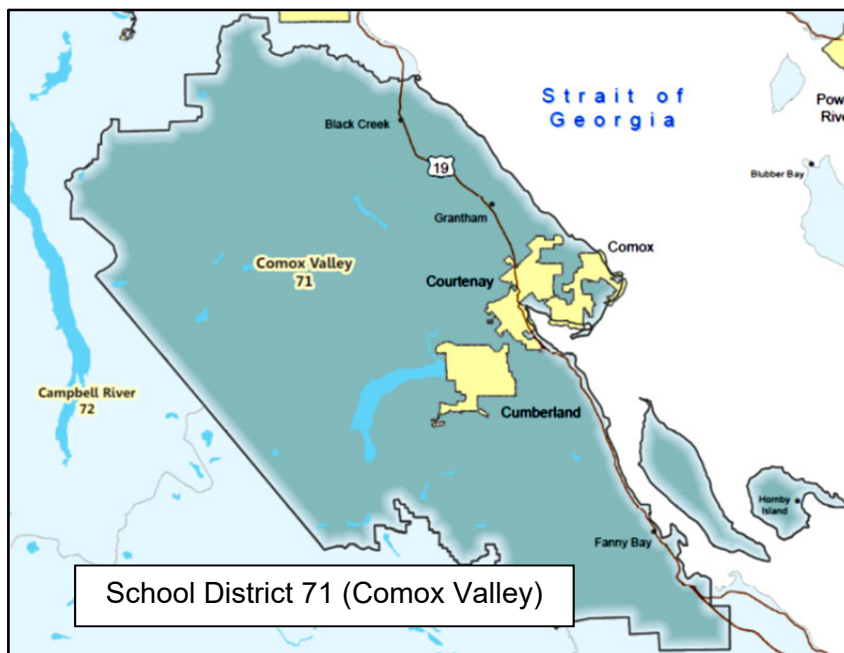 Strait of
Georgia
Pow
Rive
Black Creek
Blubber Bay
19
Grantham
Comox
Comox Valley
71
Courtenay
Campbell River
72
Cumberland
Hornby
Island
Fanny Bay
School District 71 (Comox Valley)